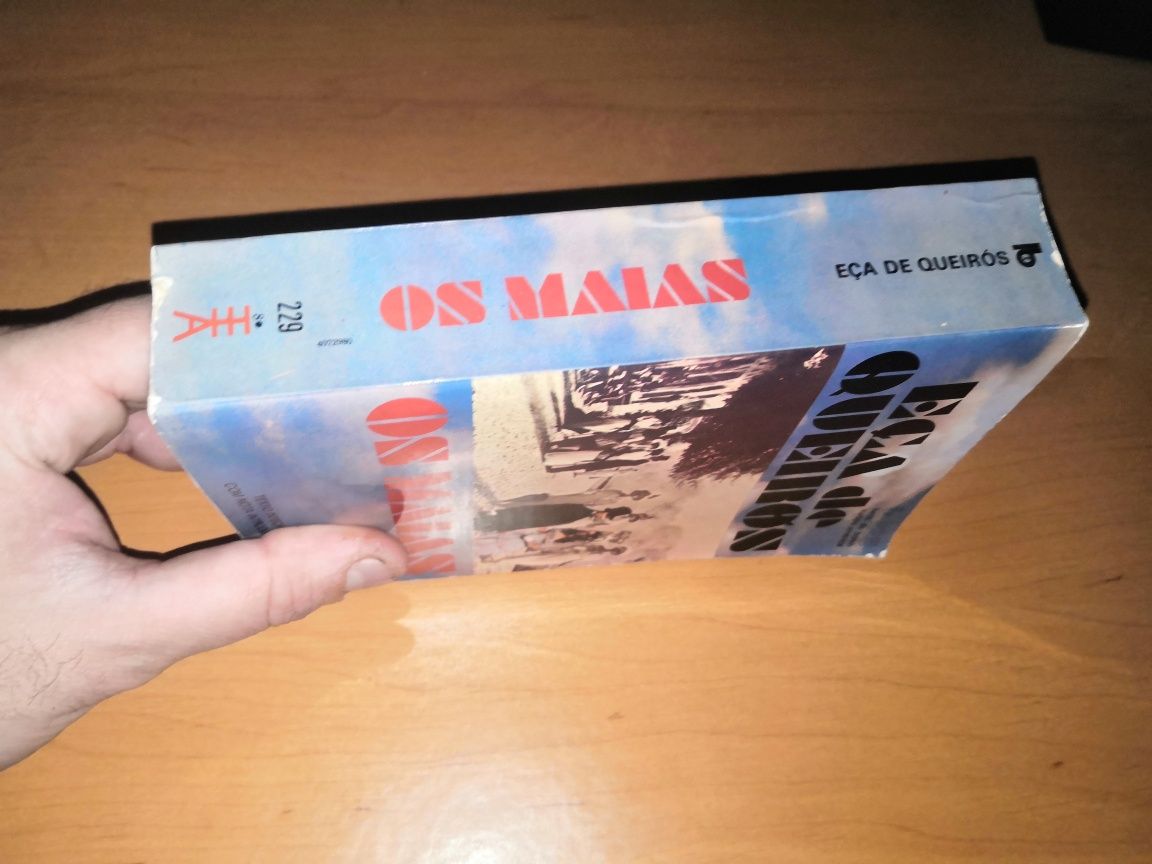 OS MAIAS
EÇA DE QUEIRÓS
229
EÇA de
QUEIRÓS
OS MAIAS